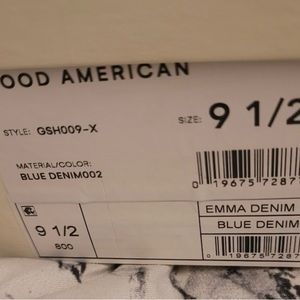 OOD AMERICAN
STYLE: GSH009-X
SIZE: 9 1/2
MATERIAL/COLOR:
BLUE DENIM002
0 19675 7287
9 1/2
800
EMMA DENIM
BLUE DENIM
0 19675 7287